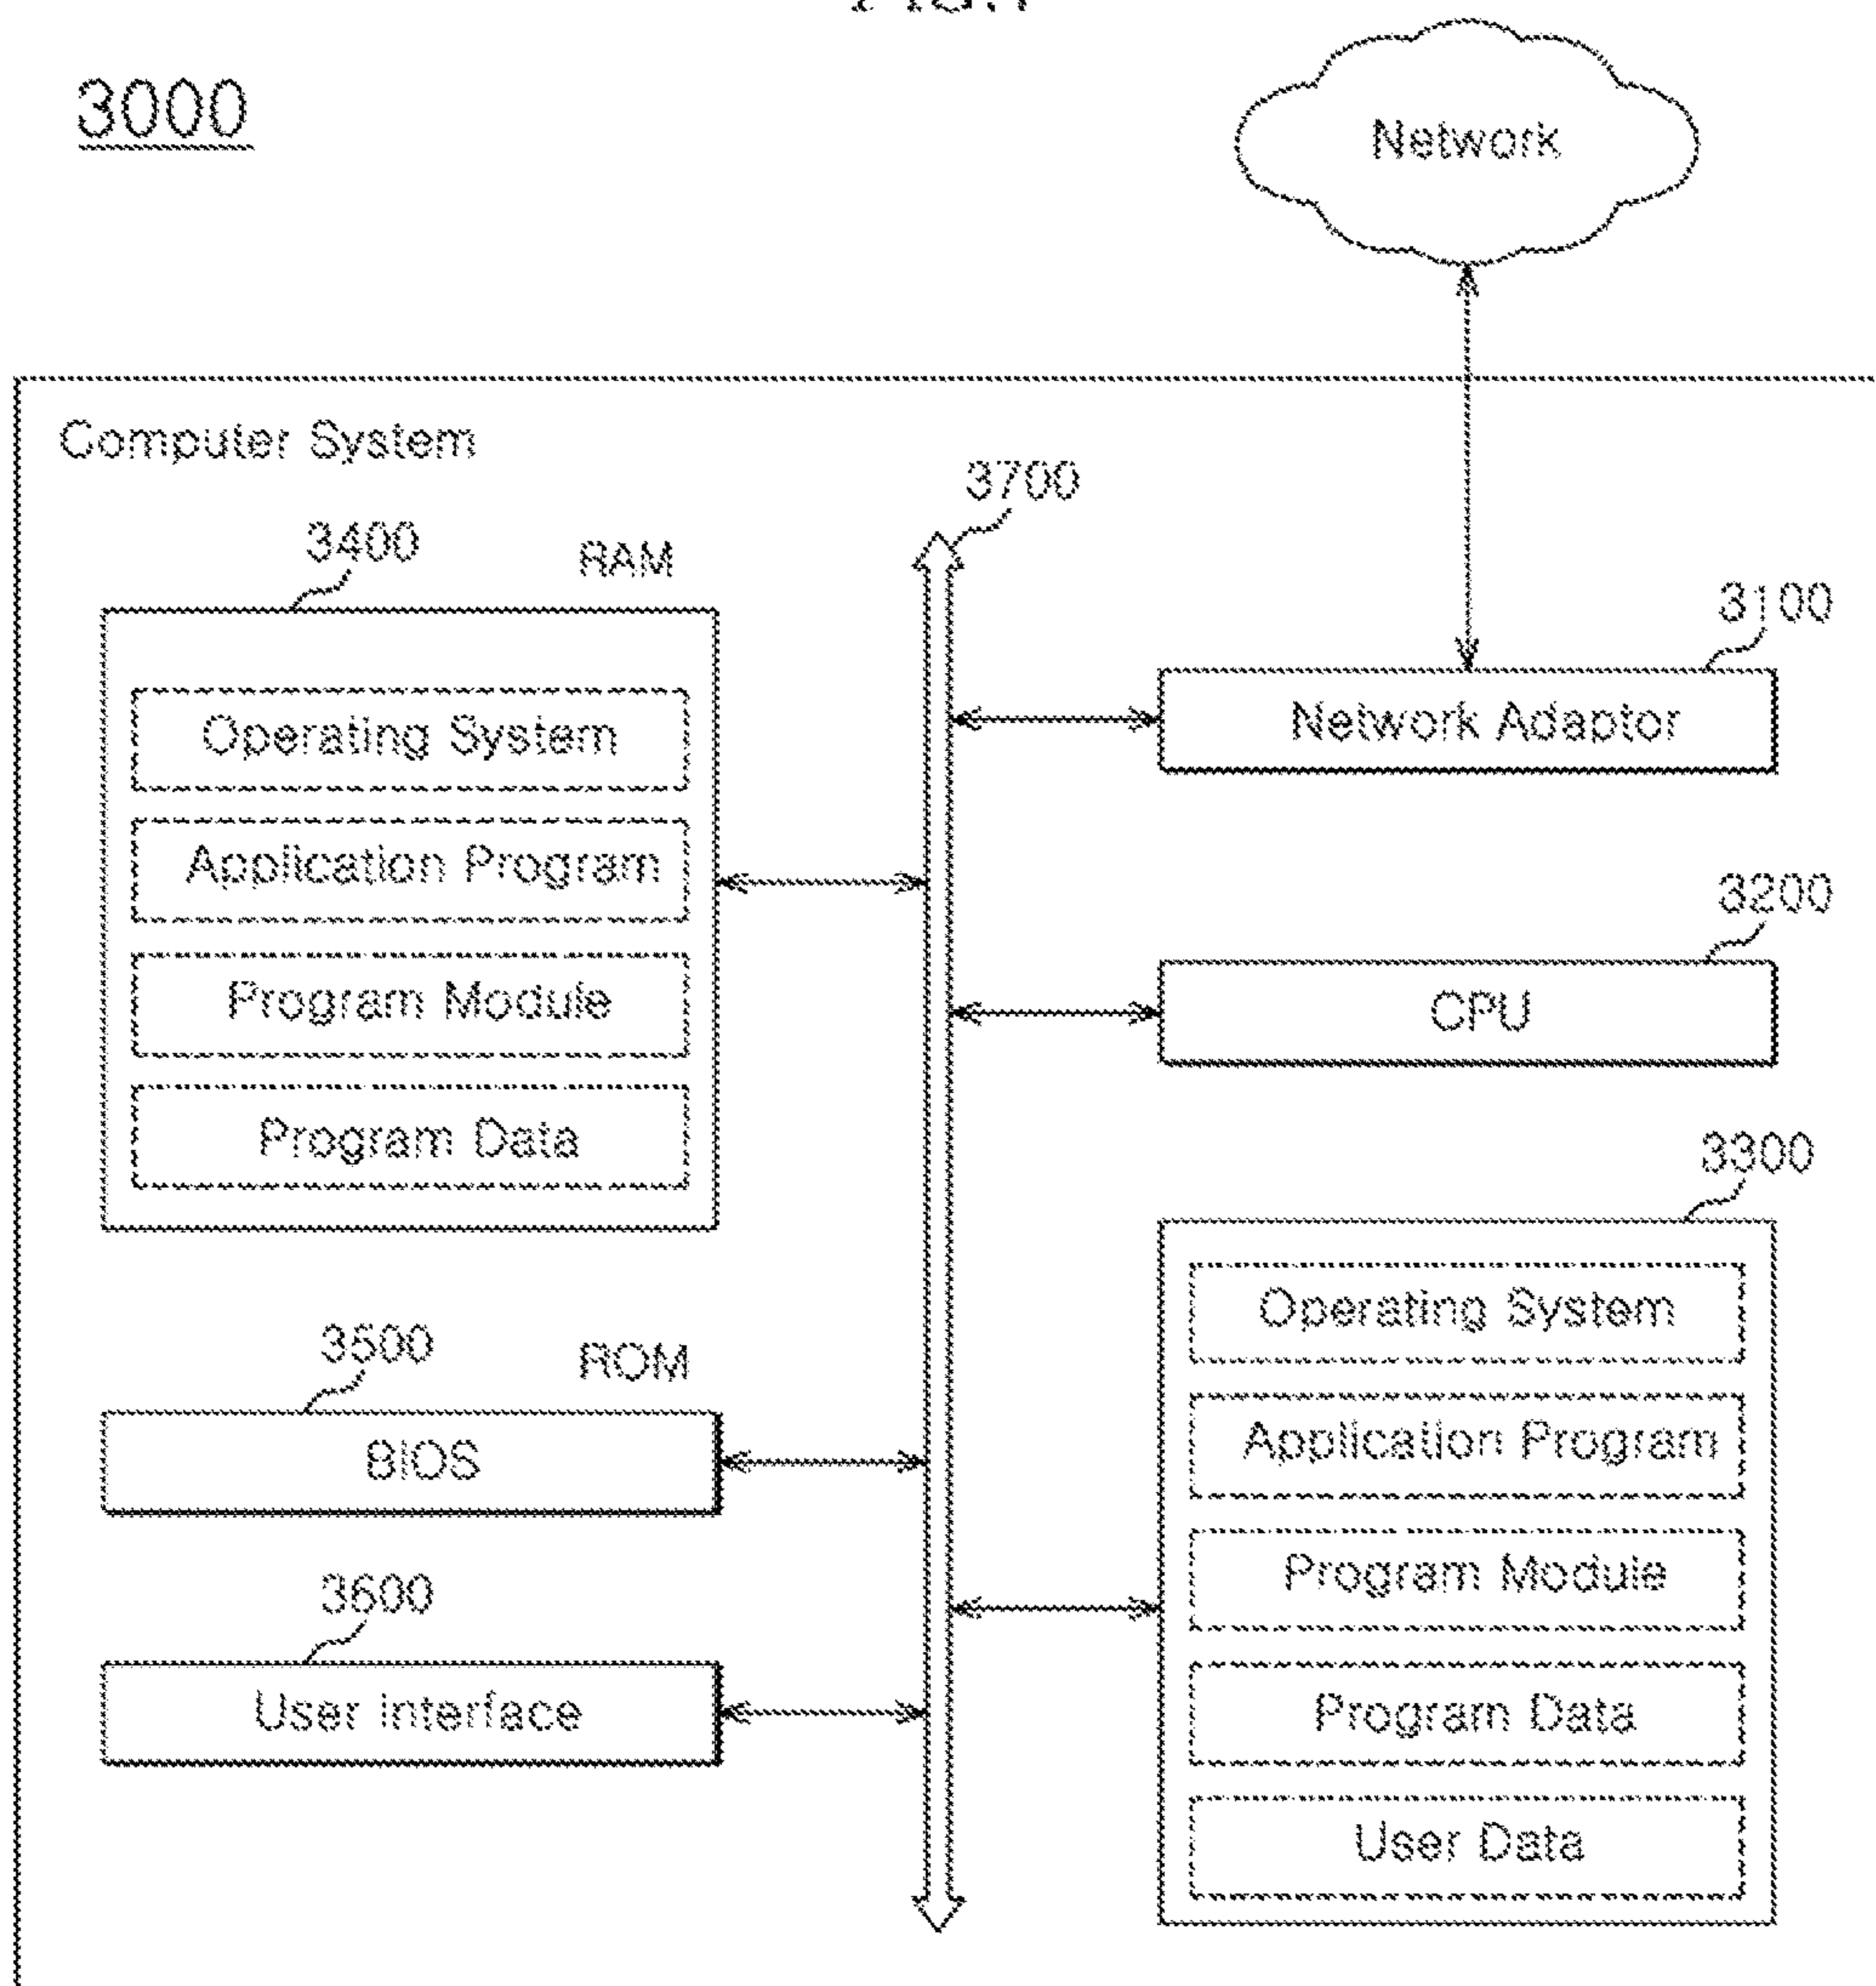 3000
Network
Computer System
3700
3400
RAM
3100
Operating System
Network Adaptor
Application Program
3200
Program Module
CPU
Program Data
3300
Operating System
3500
ROM
Application Program
BIOS
Program Module
3600
User Interface
Program Data
User Data